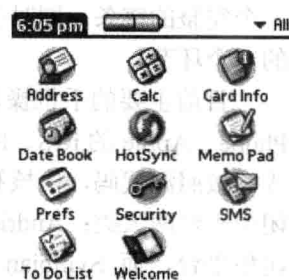 6:05 pm All
Address Calc Card Info
Date Book HotSync Memo Pad
Prefs Security SMS
To Do List Welcome